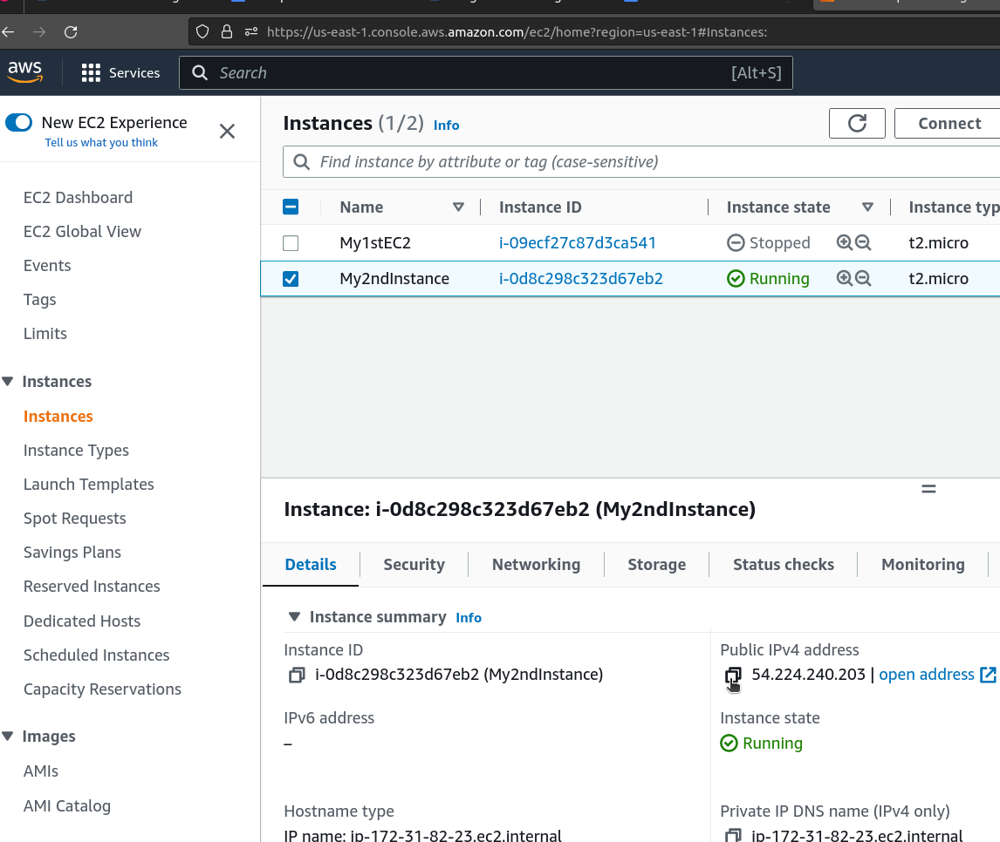 https://us-east-1.console.aws.amazon.com/ec2/home?region=us-east-1#Instances:
aws Services Search [Alt+S]
New EC2 Experience
Tell us what you think
EC2 Dashboard
EC2 Global View
Events
Tags
Limits
Instances
Instances
Instance Types
Launch Templates
Spot Requests
Savings Plans
Reserved Instances
Dedicated Hosts
Scheduled Instances
Capacity Reservations
Images
AMIs
AMI Catalog
Instances (1/2) Info Connect
Find instance by attribute or tag (case-sensitive)
Name Instance ID Instance state Instance typ
My1stEC2 i-09ecf27c87d3ca541 Stopped t2.micro
My2ndInstance i-0d8c298c323d67eb2 Running t2.micro
Instance: i-0d8c298c323d67eb2 (My2ndInstance)
Details Security Networking Storage Status checks Monitoring
Instance summary Info
Instance ID
i-0d8c298c323d67eb2 (My2ndInstance)
Public IPv4 address
54.224.240.203 | open address
IPv6 address
–
Instance state
Running
Hostname type
IP name: ip-172-31-82-23.ec2.internal
Private IP DNS name (IPv4 only)
ip-172-31-82-23.ec2.internal